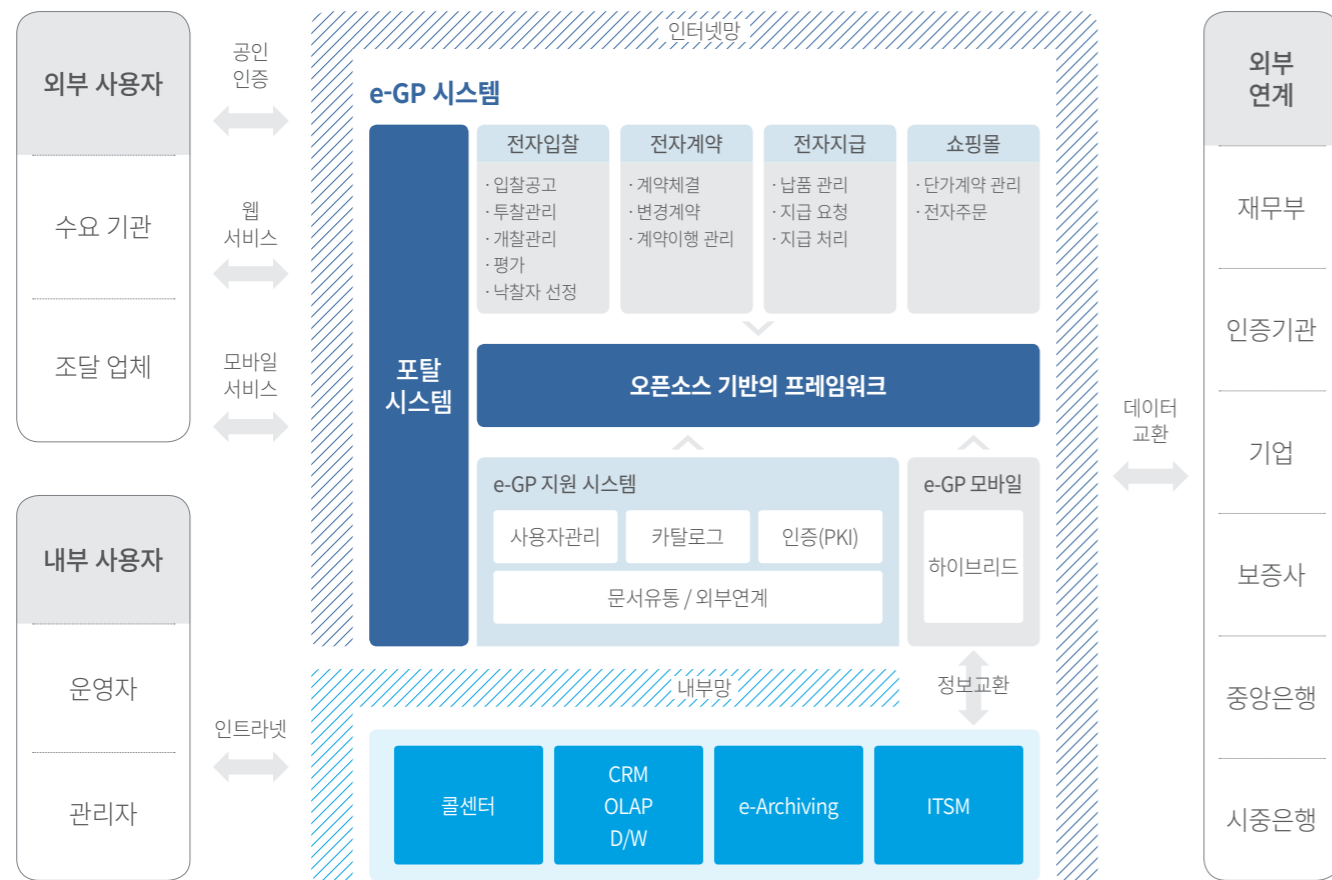 외부 사용자
수요 기관
조달 업체
내부 사용자
운영자
관리자
공인
인증
웹
서비스
모바일
서비스
인트라넷
인터넷망
e-GP 시스템
포탈
시스템
전자입찰
· 입찰공고
· 투찰관리
· 개찰관리
· 평가
· 낙찰자 선정
전자계약
· 계약체결
· 변경계약
· 계약이행 관리
전자지급
· 납품 관리
· 지급 요청
· 지급 처리
쇼핑몰
· 단가계약 관리
· 전자주문
오픈소스 기반의 프레임워크
e-GP 지원 시스템
사용자관리
카탈로그
인증(PKI)
문서유통 / 외부연계
e-GP 모바일
하이브리드
정보교환
내부망
콜센터
CRM
OLAP
D/W
e-Archiving
ITSM
데이터
교환
외부
연계
재무부
인증기관
기업
보증사
중앙은행
시중은행